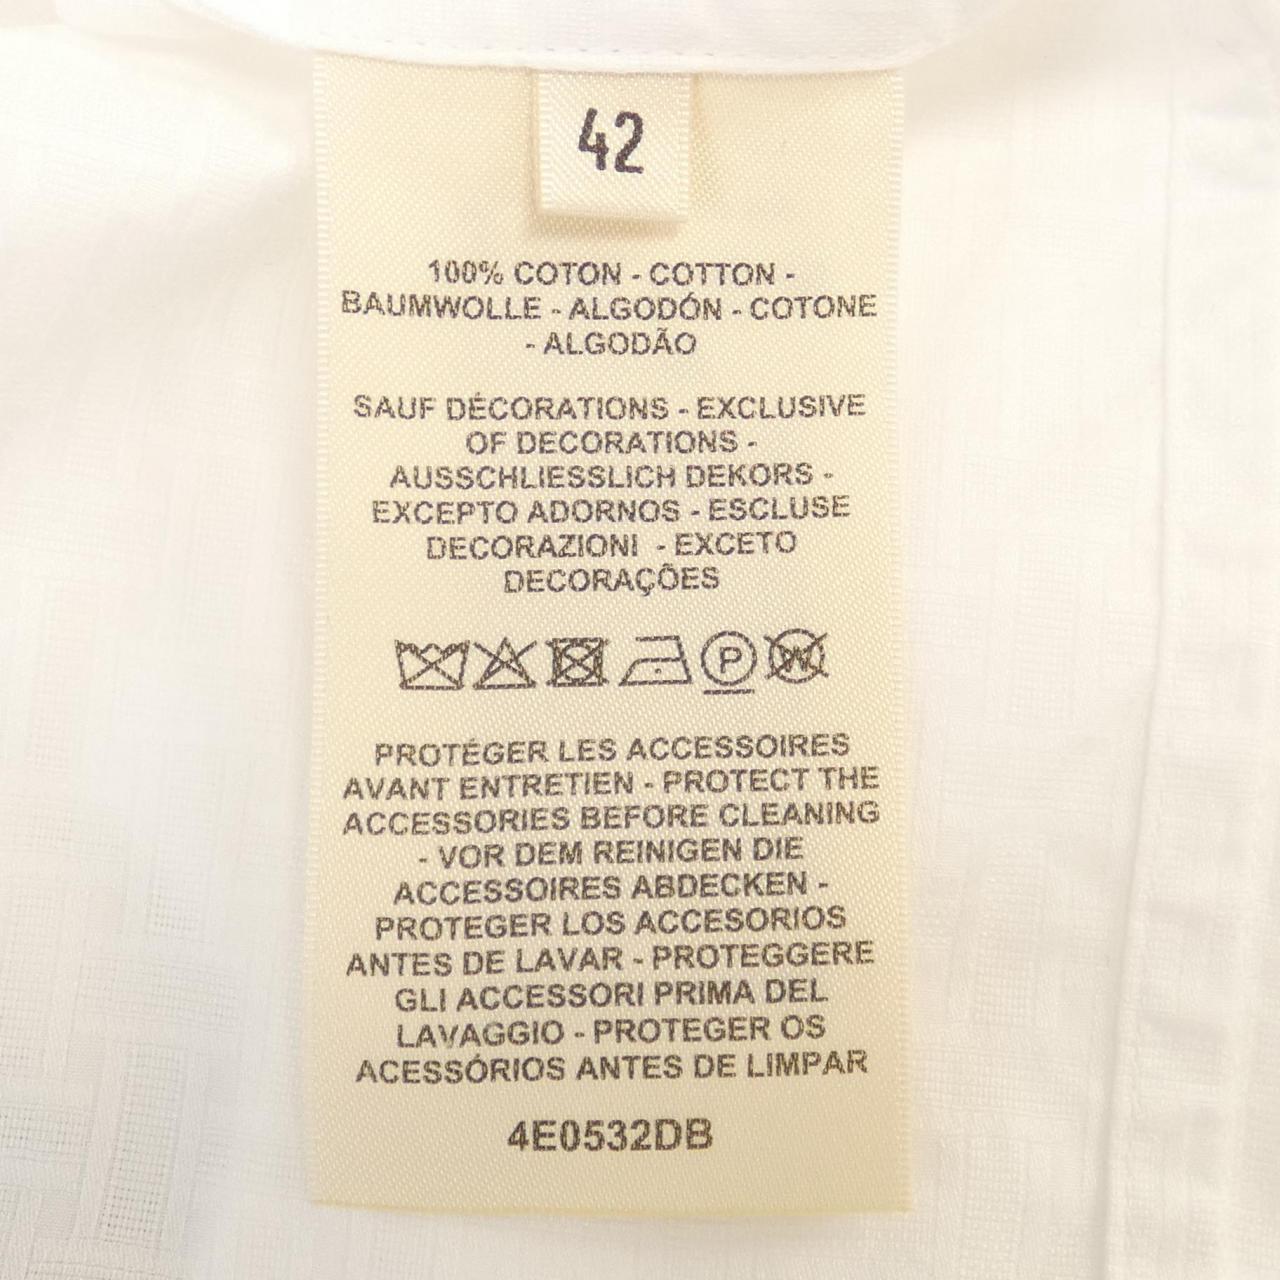 42
100% COTON - COTTON -
BAUMWOLLE - ALGODÓN - COTONE
- ALGODÃO
SAUF DÉCORATIONS - EXCLUSIVE
OF DECORATIONS -
AUSSCHLIESSLICH DEKORS -
EXCEPTO ADORNOS - ESCLUSE
DECORAZIONI - EXCETO
DECORAÇÕES
P W
PROTÉGER LES ACCESSOIRES
AVANT ENTRETIEN - PROTECT THE
ACCESSORIES BEFORE CLEANING
- VOR DEM REINIGEN DIE
ACCESSOIRES ABDECKEN -
PROTEGER LOS ACCESORIOS
ANTES DE LAVAR - PROTEGGERE
GLI ACCESSORI PRIMA DEL
LAVAGGIO - PROTEGER OS
ACESSÓRIOS ANTES DE LIMPAR
4E0532DB